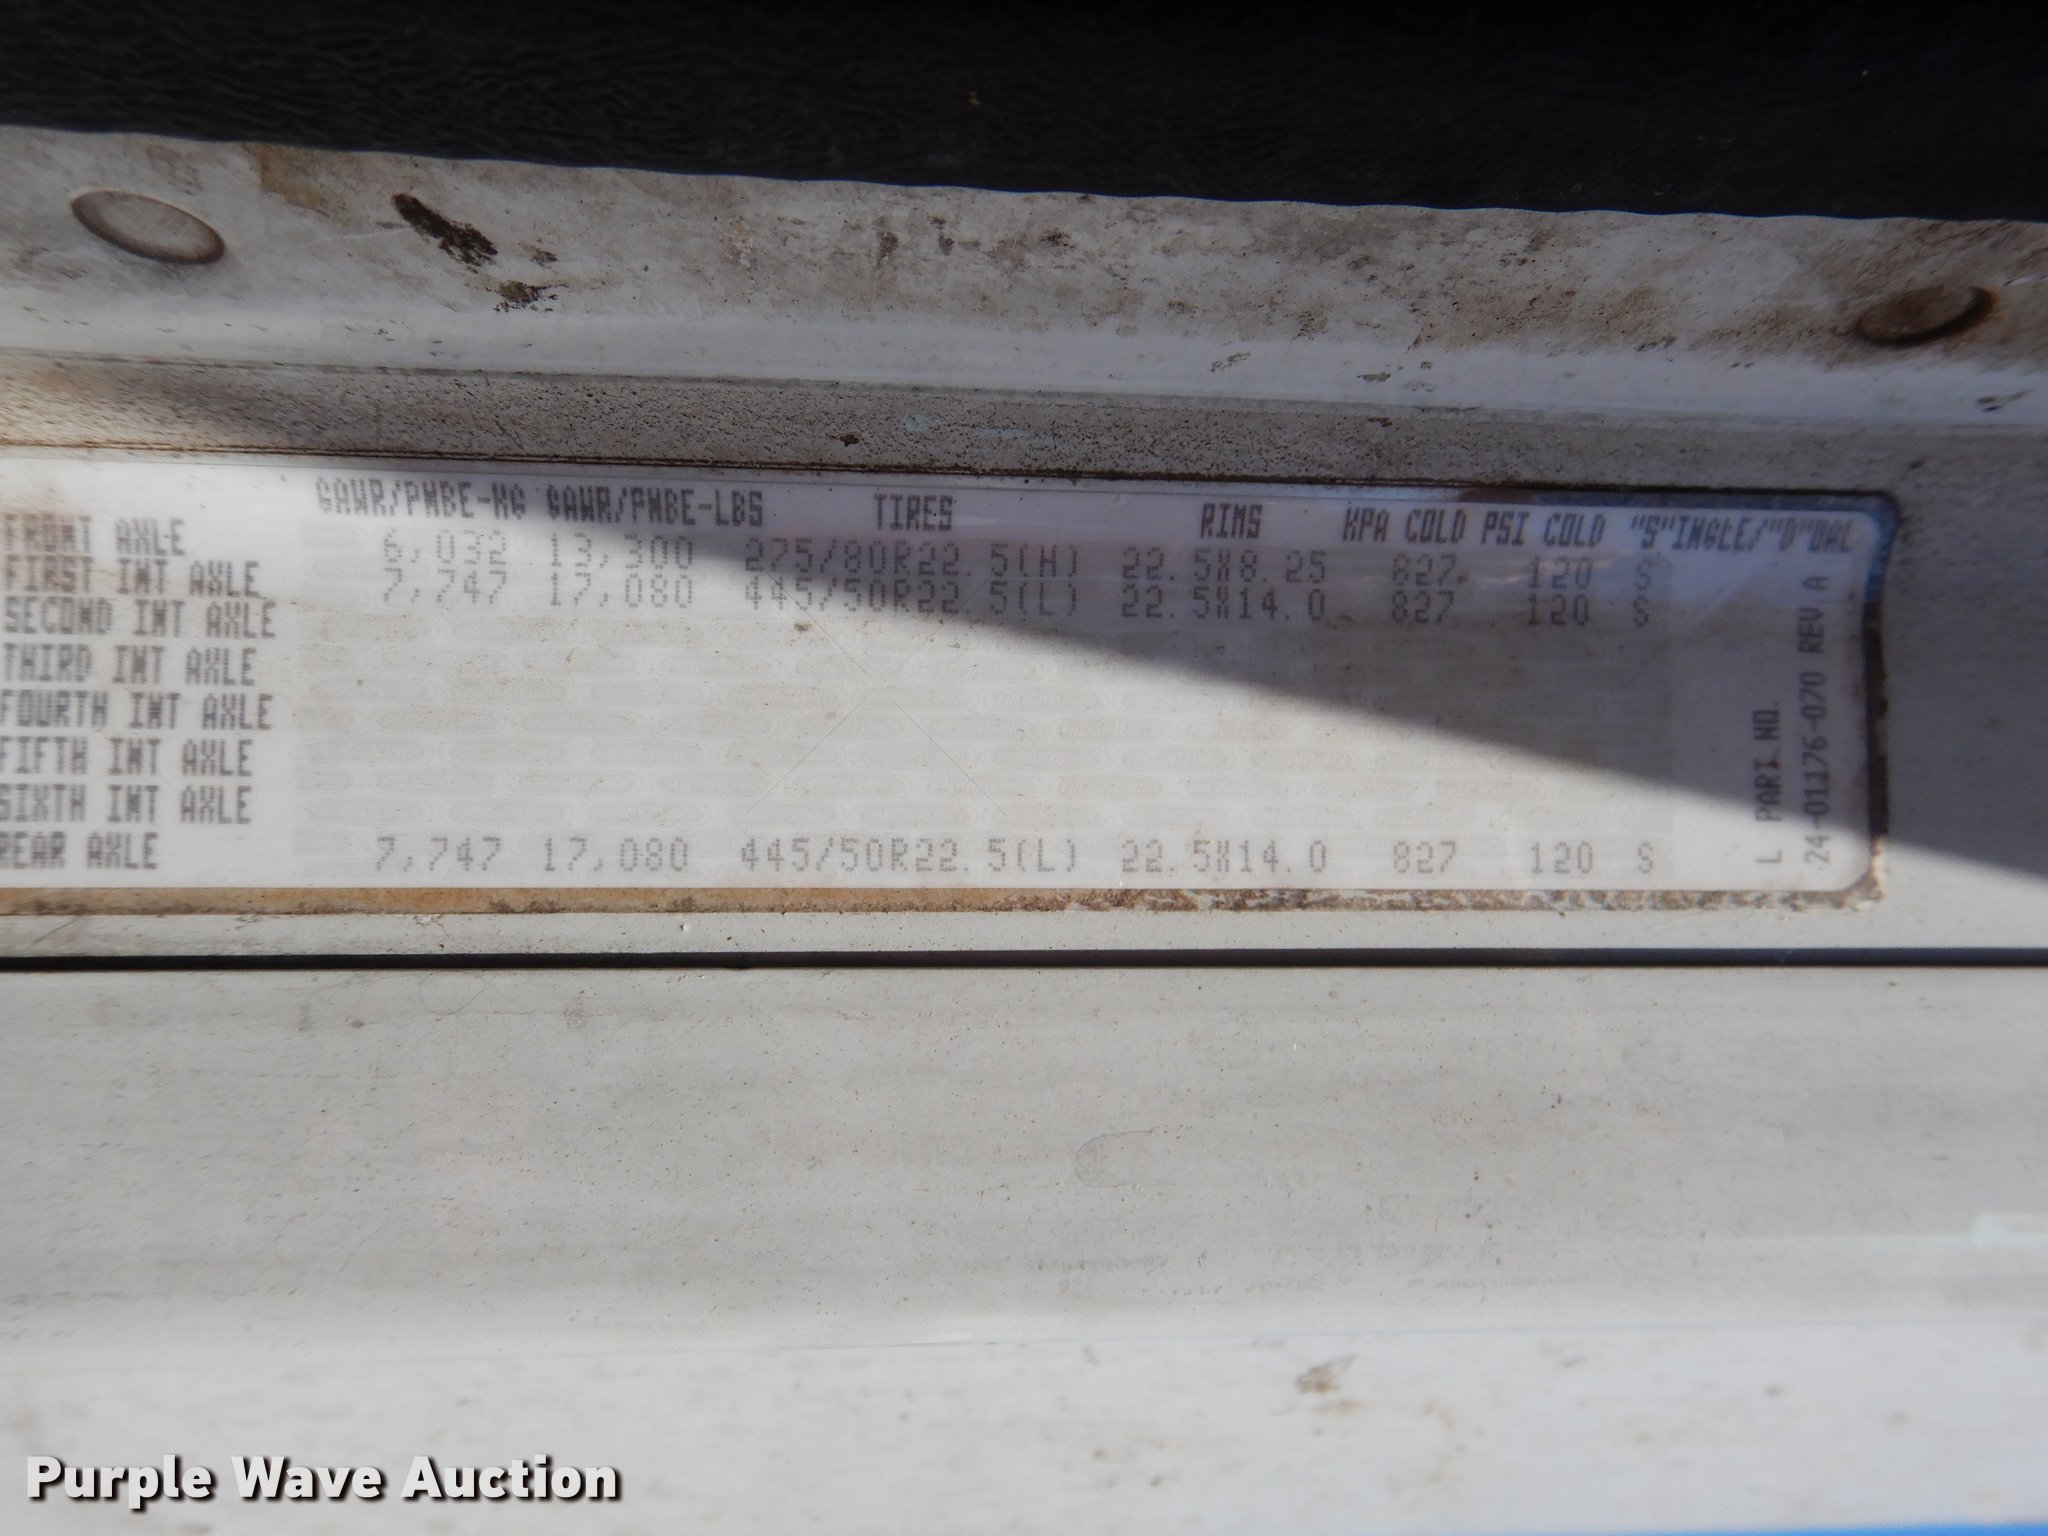 GAWR/PNBE-KG GAWR/PNBE-LBS TIRES RIMS KPA COLD PSI COLD "S"INGLE/"D"UAL
FRONT AXLE 6,032 13,300 275/80R22.5(H) 22.5X8.25 827 120 S
FIRST INT AXLE 7,747 17,080 445/50R22.5(L) 22.5X14.0 827 120 S
SECOND INT AXLE
THIRD INT AXLE
FOURTH INT AXLE
FIFTH INT AXLE
SIXTH INT AXLE
REAR AXLE 7,747 17,080 445/50R22.5(L) 22.5X14.0 827 120 S
L PART NO.
24-01176-070 REV A
Purple Wave Auction